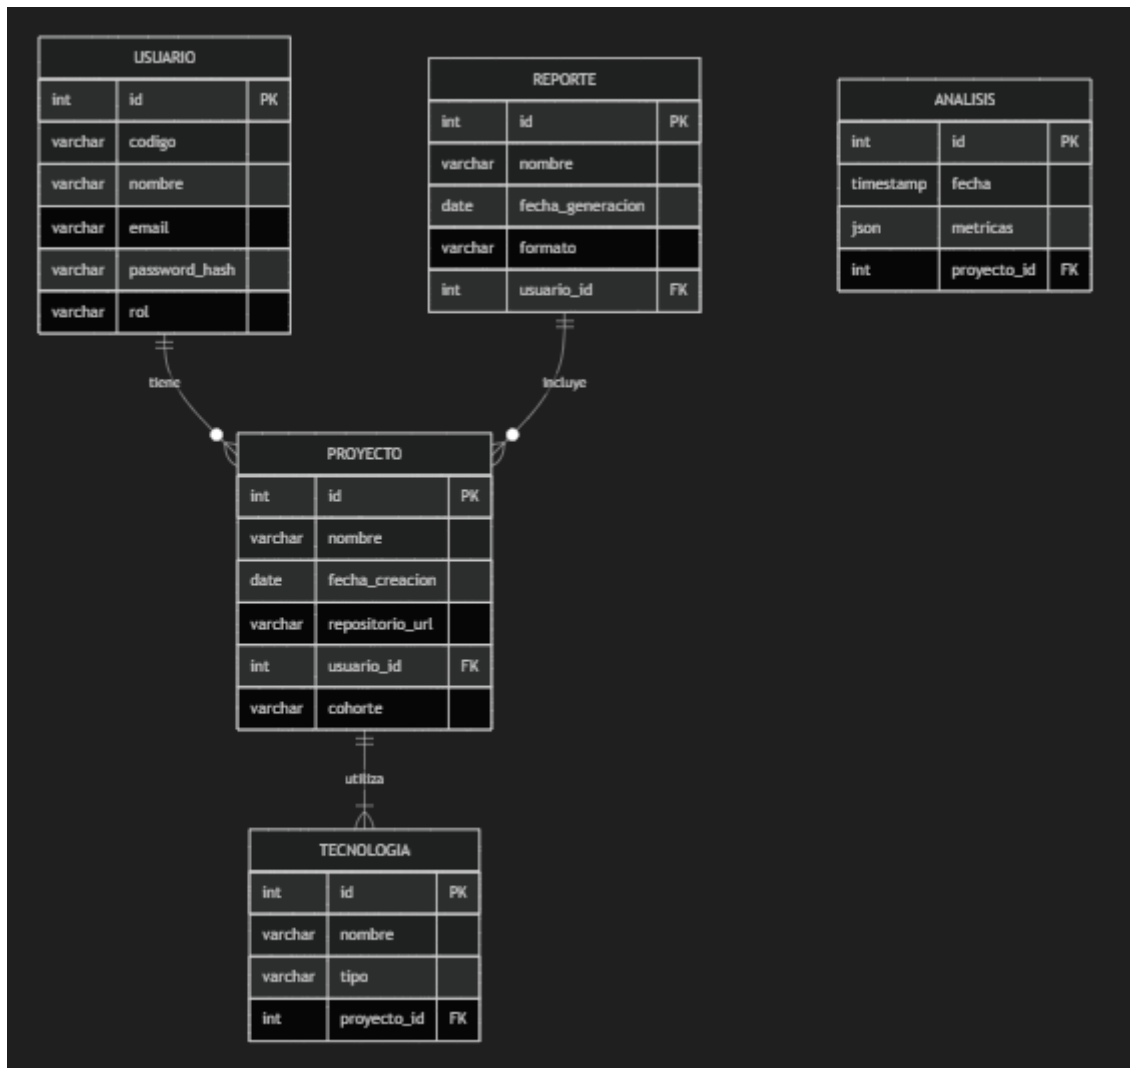 USUARIO
int id PK
varchar codigo
varchar nombre
varchar email
varchar password_hash
varchar rol
REPORTE
int id PK
varchar nombre
date fecha_generacion
varchar formato
int usuario_id FK
ANALISIS
int id PK
timestamp fecha
json metricas
int proyecto_id FK
tiene
incluye
PROYECTO
int id PK
varchar nombre
date fecha_creacion
varchar repositorio_url
int usuario_id FK
varchar cohorte
utiliza
TECNOLOGIA
int id PK
varchar nombre
varchar tipo
int proyecto_id FK